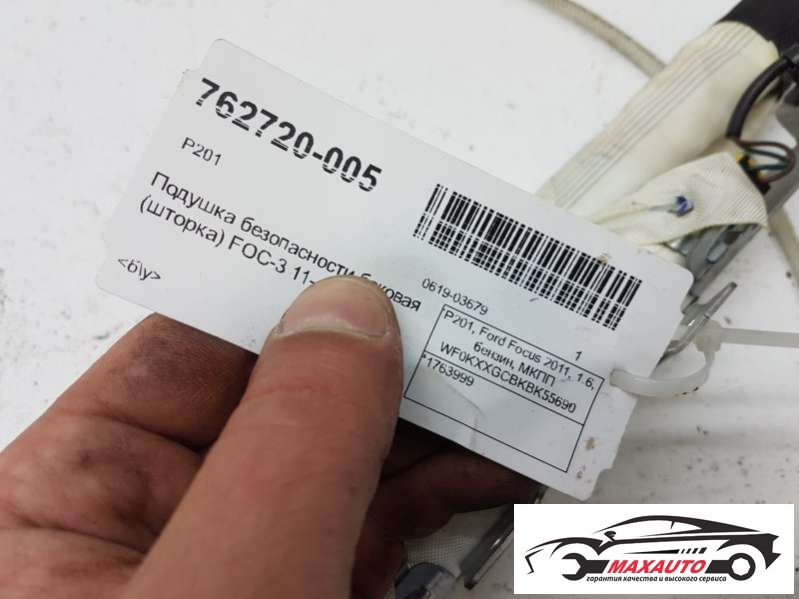 762720-005
P201
Подушка безопасности боковая
(шторка) FOC-3 11-
<б\у>
0619-03679
1
*P201, Ford Focus 2011, 1.6,
бензин, МКПП
WF0KXXGCBKBK55690
*1763999
MAXAUTO
гарантия качества и высокого сервиса